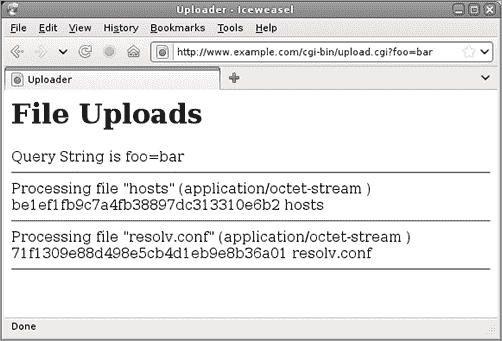 Uploader - Iceweasel
File Edit View History Bookmarks Tools Help
http://www.example.com/cgi-bin/upload.cgi?foo=bar
Uploader
File Uploads
Query String is foo=bar
Processing file "hosts" (application/octet-stream )
be1ef1fb9c7a4fb38897dc313310e6b2 hosts
Processing file "resolv.conf" (application/octet-stream )
71f1309e88d498e5cb4d1eb9e8b36a01 resolv.conf
Done